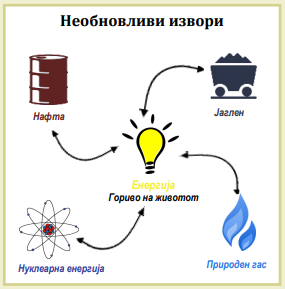 Необновливи извори
Нафта
Јаглен
Енергија
Гориво на животот
Нуклеарна енергија
Природен гас